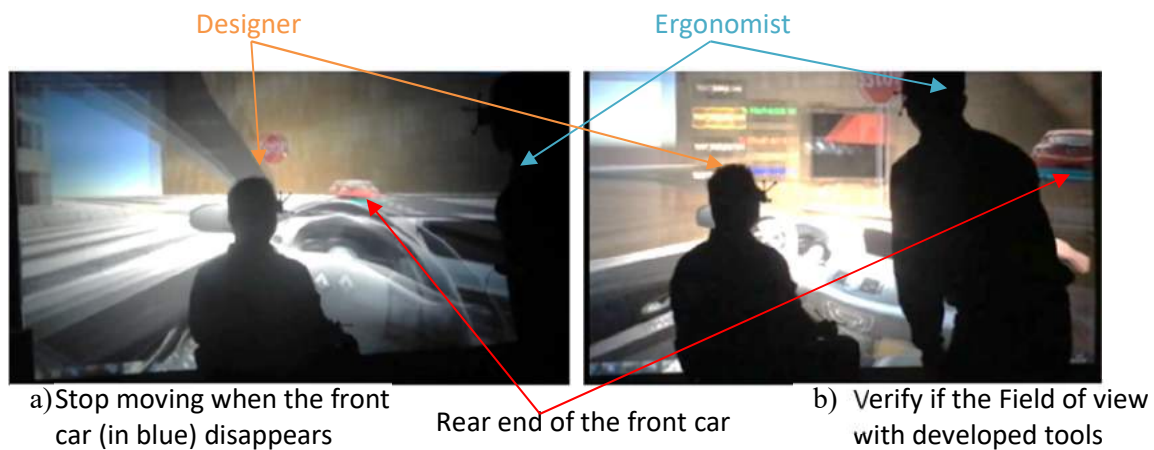 Designer
Ergonomist
STOP
a) Stop moving when the front
car (in blue) disappears
Rear end of the front car
b) Verify if the Field of view
with developed tools